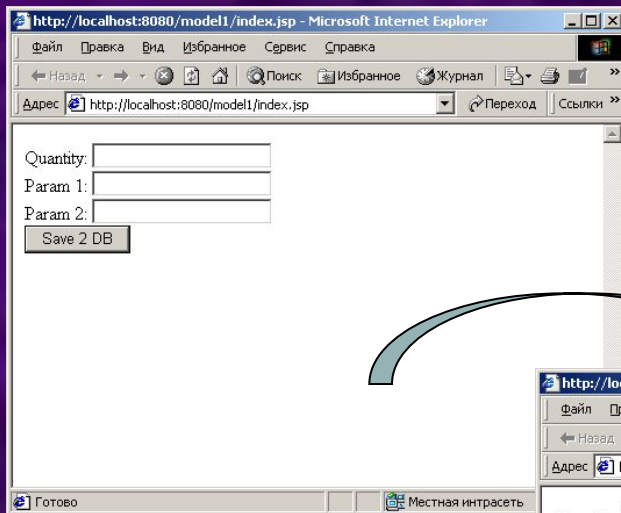 http://localhost:8080/model1/index.jsp - Microsoft Internet Explorer
Файл Правка Вид Избранное Сервис Справка
Назад Поиск Избранное Журнал »
Адрес http://localhost:8080/model1/index.jsp Переход Ссылки »
Quantity:
Param 1:
Param 2:
Save 2 DB
Готово Местная интрасеть
http://lo
Файл
Назад
Адрес